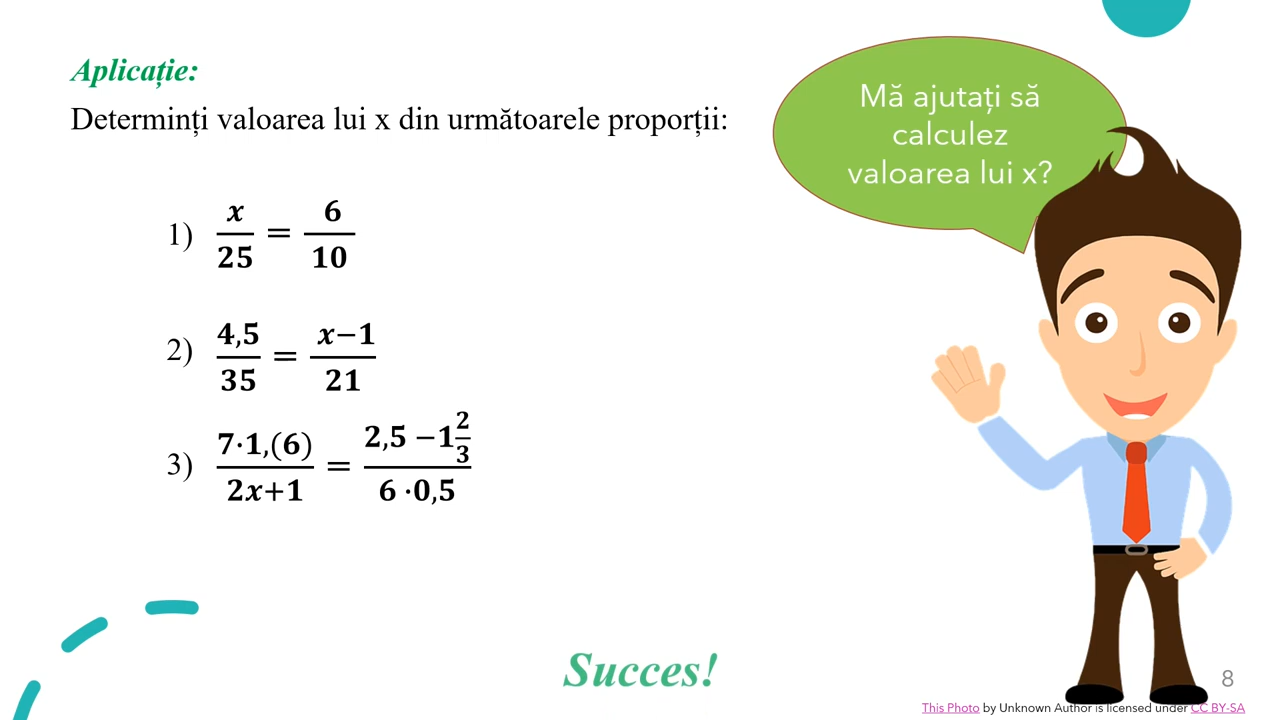 Aplicație:
Determinți valoarea lui x din următoarele proporții:
Mă ajutați să
calculez
valoarea lui x?
1) x/25 = 6/10
2) 4,5/35 = x−1/21
3) 7·1,(6)/2x+1 = 2,5 −1 2/3/6 ·0,5
Succes!
8
This Photo by Unknown Author is licensed under CC BY-SA